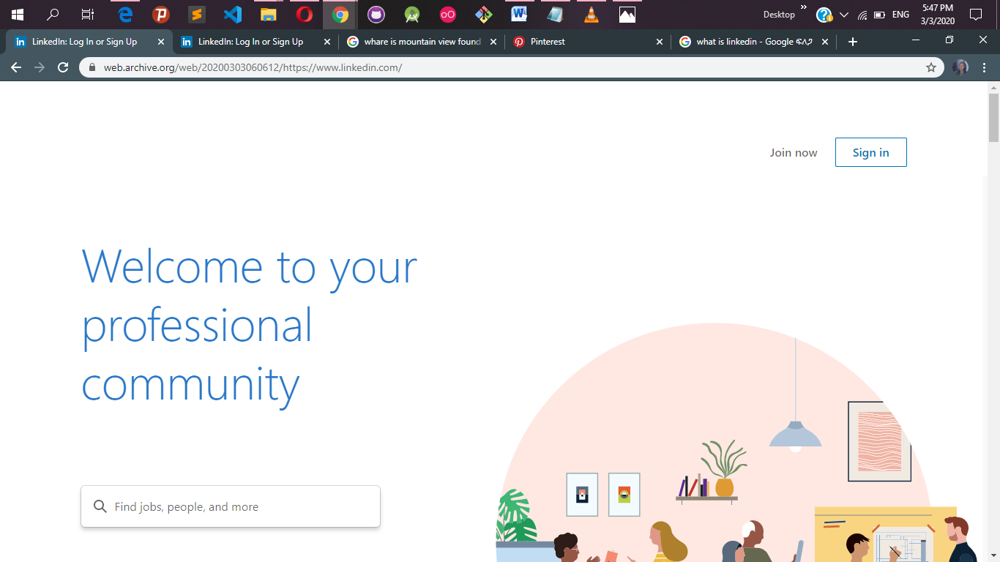 Desktop
ENG
5:47 PM
3/3/2020
LinkedIn: Log In or Sign Up
LinkedIn: Log In or Sign Up
whare is mountain view found
Pinterest
what is linkedin - Google ፍለጋ
web.archive.org/web/20200303060612/https://www.linkedin.com/
Join now
Sign in
Welcome to your
professional
community
Find jobs, people, and more